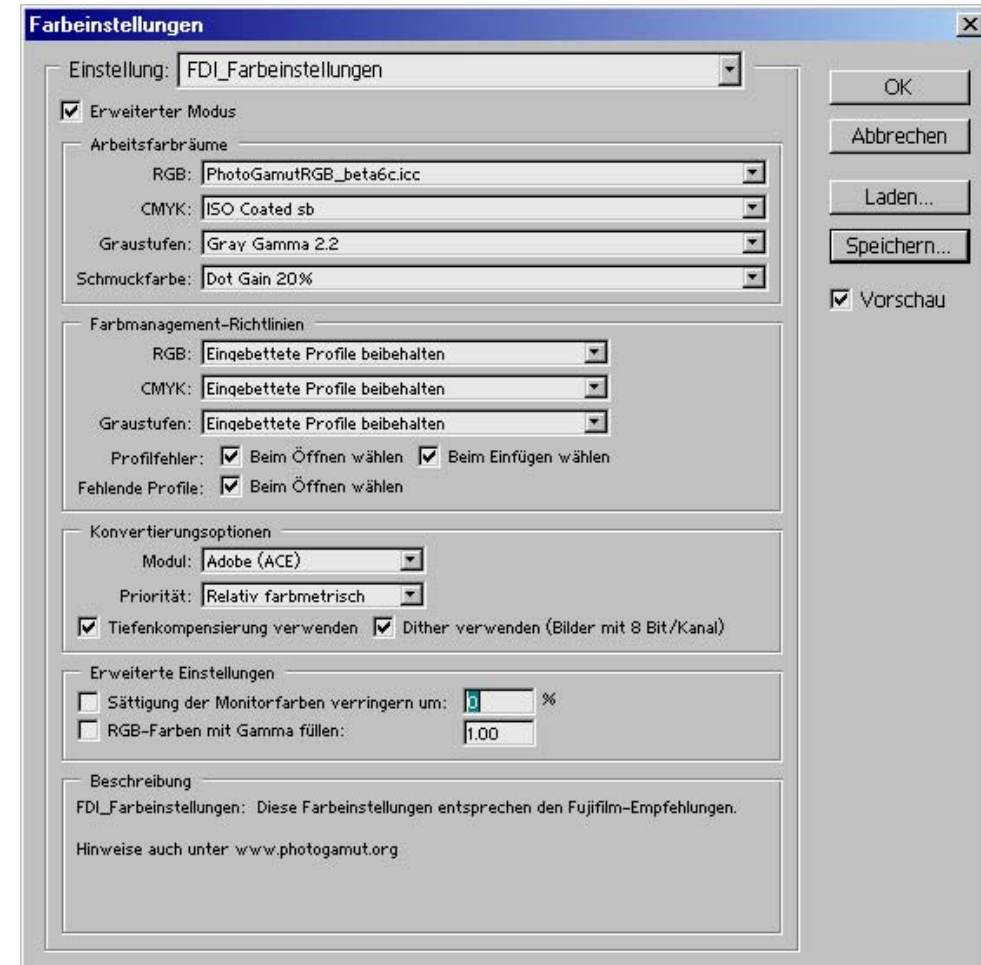 Farbeinstellungen
Einstellung: FDI_Farbeinstellungen
OK
Erweiterter Modus
Abbrechen
Arbeitsfarbräume
RGB: PhotoGamutRGB_beta6c.icc
Laden...
CMYK: ISO Coated sb
Graustufen: Gray Gamma 2.2
Speichern...
Schmuckfarbe: Dot Gain 20%
Vorschau
Farbmanagement-Richtlinien
RGB: Eingebettete Profile beibehalten
CMYK: Eingebettete Profile beibehalten
Graustufen: Eingebettete Profile beibehalten
Profilfehler: Beim Öffnen wählen Beim Einfügen wählen
Fehlende Profile: Beim Öffnen wählen
Konvertierungsoptionen
Modul: Adobe (ACE)
Priorität: Relativ farbmetrisch
Tiefenkompensierung verwenden Dither verwenden (Bilder mit 8 Bit/Kanal)
Erweiterte Einstellungen
Sättigung der Monitorfarben verringern um: 0 %
RGB-Farben mit Gamma füllen: 1.00
Beschreibung
FDI_Farbeinstellungen: Diese Farbeinstellungen entsprechen den Fujifilm-Empfehlungen.
Hinweise auch unter www.photogamut.org